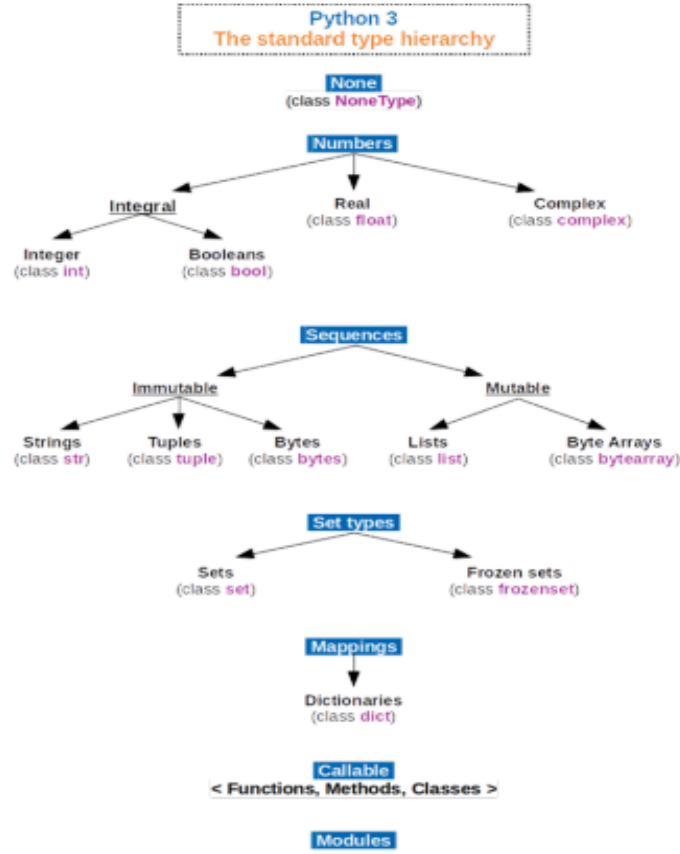 Python 3
The standard type hierarchy
None
(class NoneType)
Numbers
Integral
Real
(class float)
Complex
(class complex)
Integer
(class int)
Booleans
(class bool)
Sequences
Immutable
Mutable
Strings
(class str)
Tuples
(class tuple)
Bytes
(class bytes)
Lists
(class list)
Byte Arrays
(class bytearray)
Set types
Sets
(class set)
Frozen sets
(class frozenset)
Mappings
Dictionaries
(class dict)
Callable
< Functions, Methods, Classes >
Modules